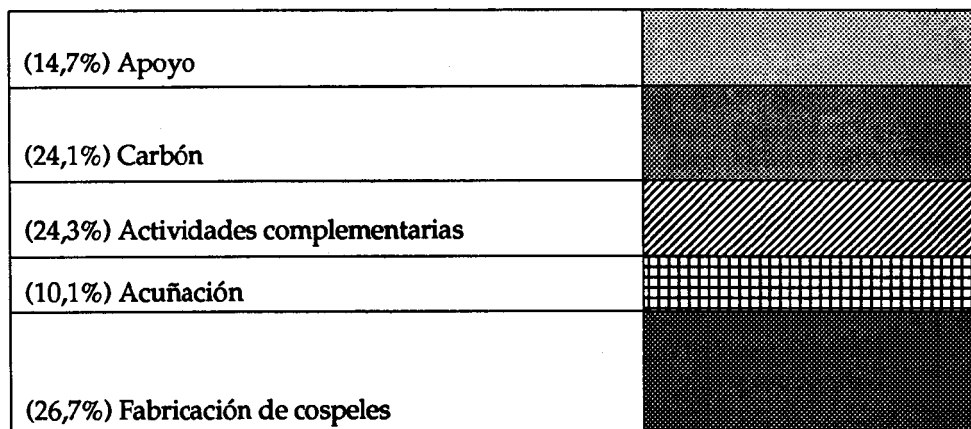 (14,7%) Apoyo
(24,1%) Carbón
(24,3%) Actividades complementarias
(10,1%) Acuñación
(26,7%) Fabricación de cospeles